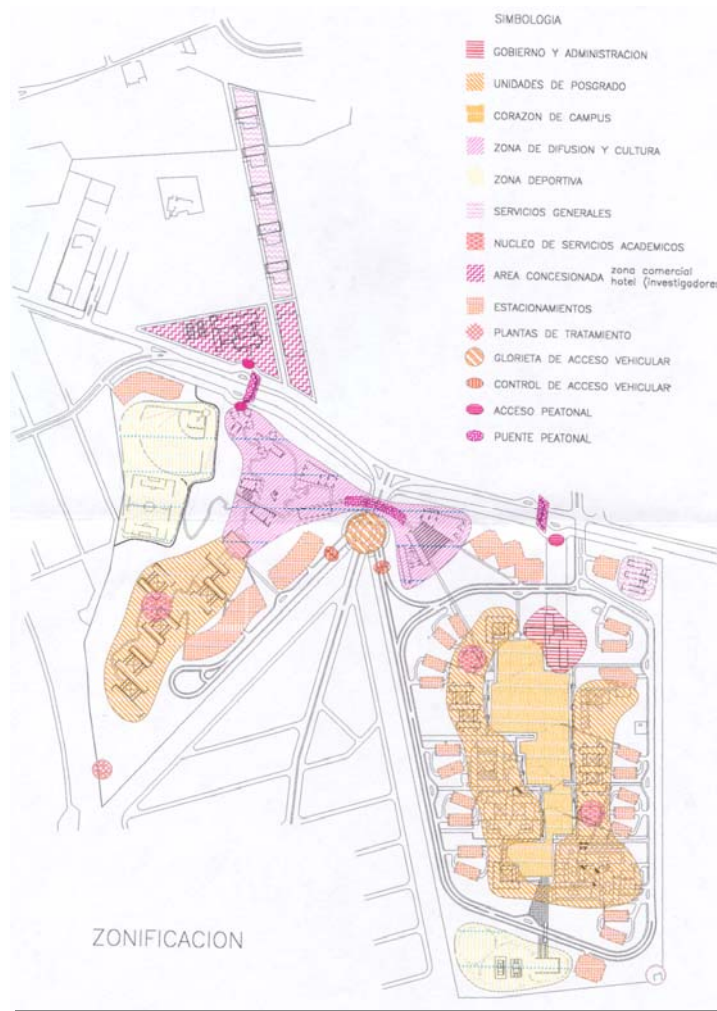 SIMBOLOGIA
GOBIERNO Y ADMINISTRACION
UNIDADES DE POSGRADO
CORAZON DE CAMPUS
ZONA DE DIFUSION Y CULTURA
ZONA DEPORTIVA
SERVICIOS GENERALES
NUCLEO DE SERVICIOS ACADEMICOS
AREA CONCESIONADA zona comercial
hotel (investigadores
ESTACIONAMIENTOS
PLANTAS DE TRATAMIENTO
GLORIETA DE ACCESO VEHICULAR
CONTROL DE ACCESO VEHICULAR
ACCESO PEATONAL
PUENTE PEATONAL
ZONIFICACION